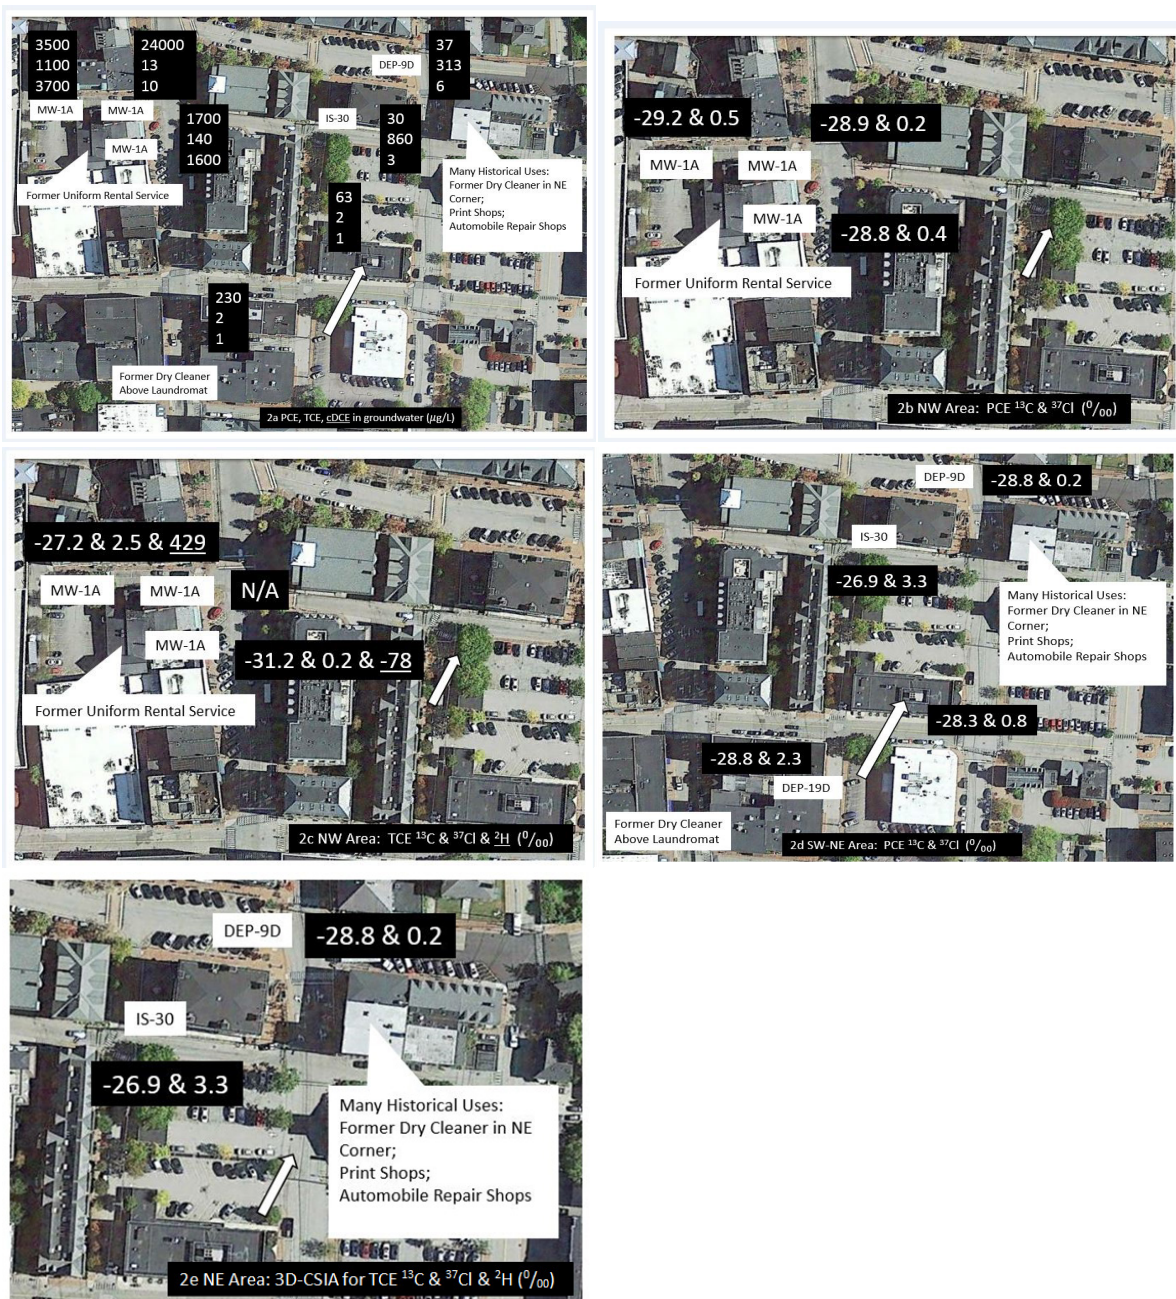 3500
1100
3700
24000
13
10
37
313
6
DEP-9D
MW-1A
MW-1A
MW-1A
1700
140
1600
IS-30
30
860
3
Many Historical Uses:
Former Dry Cleaner in NE
Corner;
Print Shops;
Automobile Repair Shops
Former Uniform Rental Service
63
2
1
230
2
1
Former Dry Cleaner
Above Laundromat
2a PCE, TCE, cDCE in groundwater (µg/L)
-29.2 & 0.5
-28.9 & 0.2
MW-1A
MW-1A
MW-1A
-28.8 & 0.4
Former Uniform Rental Service
2b NW Area: PCE ¹³C & ³⁷Cl (⁰/₀₀)
-27.2 & 2.5 & 429
MW-1A
MW-1A
N/A
MW-1A
-31.2 & 0.2 & -78
Former Uniform Rental Service
2c NW Area: TCE ¹³C & ³⁷Cl & ²H (⁰/₀₀)
DEP-9D
-28.8 & 0.2
IS-30
-26.9 & 3.3
Many Historical Uses:
Former Dry Cleaner in NE
Corner;
Print Shops;
Automobile Repair Shops
-28.3 & 0.8
-28.8 & 2.3
DEP-19D
Former Dry Cleaner
Above Laundromat
2d SW-NE Area: PCE ¹³C & ³⁷Cl (⁰/₀₀)
DEP-9D
-28.8 & 0.2
IS-30
-26.9 & 3.3
Many Historical Uses:
Former Dry Cleaner in NE
Corner;
Print Shops;
Automobile Repair Shops
2e NE Area: 3D-CSIA for TCE ¹³C & ³⁷Cl & ²H (⁰/₀₀)